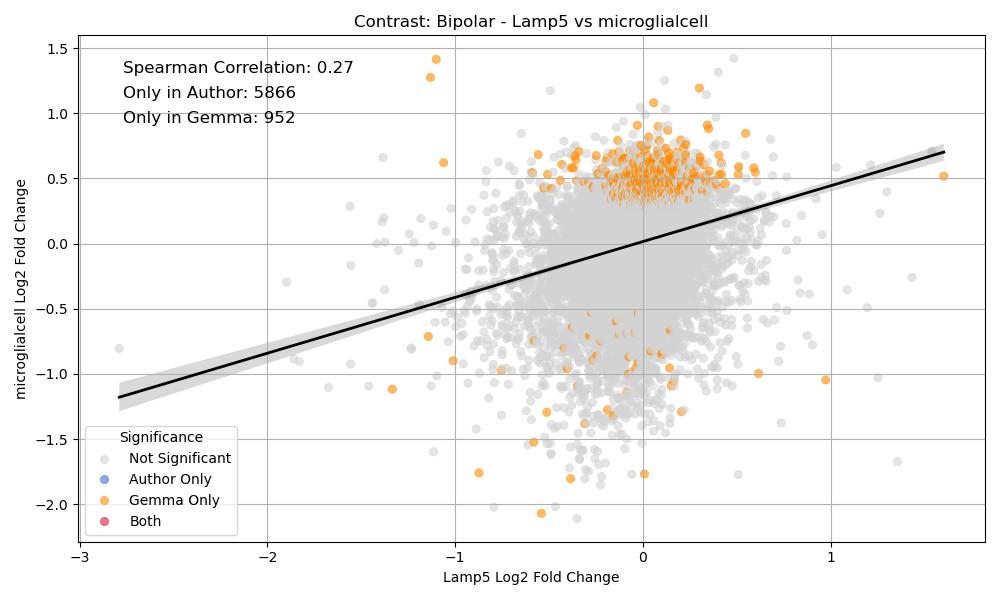 Contrast: Bipolar - Lamp5 vs microglialcell
Spearman Correlation: 0.27
Only in Author: 5866
Only in Gemma: 952
microglialcell Log2 Fold Change
1.5
1.0
0.5
0.0
−0.5
−1.0
−1.5
−2.0
Significance
Not Significant
Author Only
Gemma Only
Both
−3
−2
−1
0
1
Lamp5 Log2 Fold Change